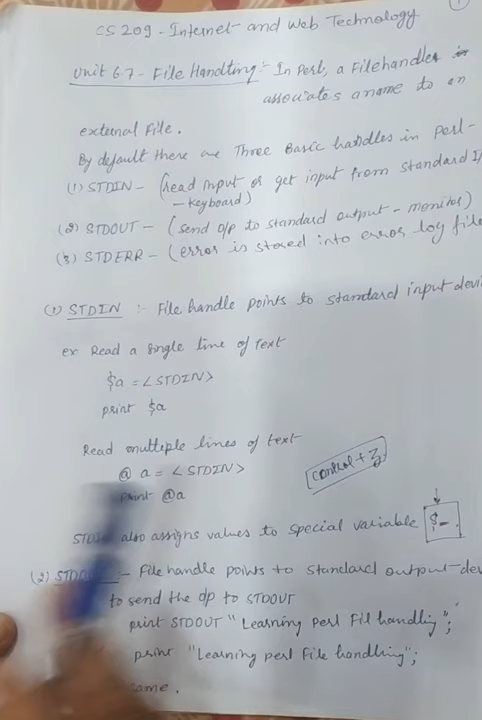 1
CS 209 - Internet and Web Technology
Unit 6.7 - File Handling :- In Perl, a Filehandle
associates a name to an
external File.
By default there are Three Basic handles in perl -
(1) STDIN - (read input or get input from standard I/
- keyboard)
(2) STDOUT - (send o/p to standard output - monitor)
(3) STDERR - (error is stored into error log file
(1) STDIN :- File handle points to standard input devi
ex Read a single line of text
$a = <STDIN>
print $a
Read multiple lines of text
@ a = <STDIN>
print @a
[control + Z]
also assigns values to special variable $_.
(2) :- File handle points to standard output-dev
to send the o/p to STDOUT
print STDOUT "Learning perl Fil handling";
print "Learning perl File handling";
same.